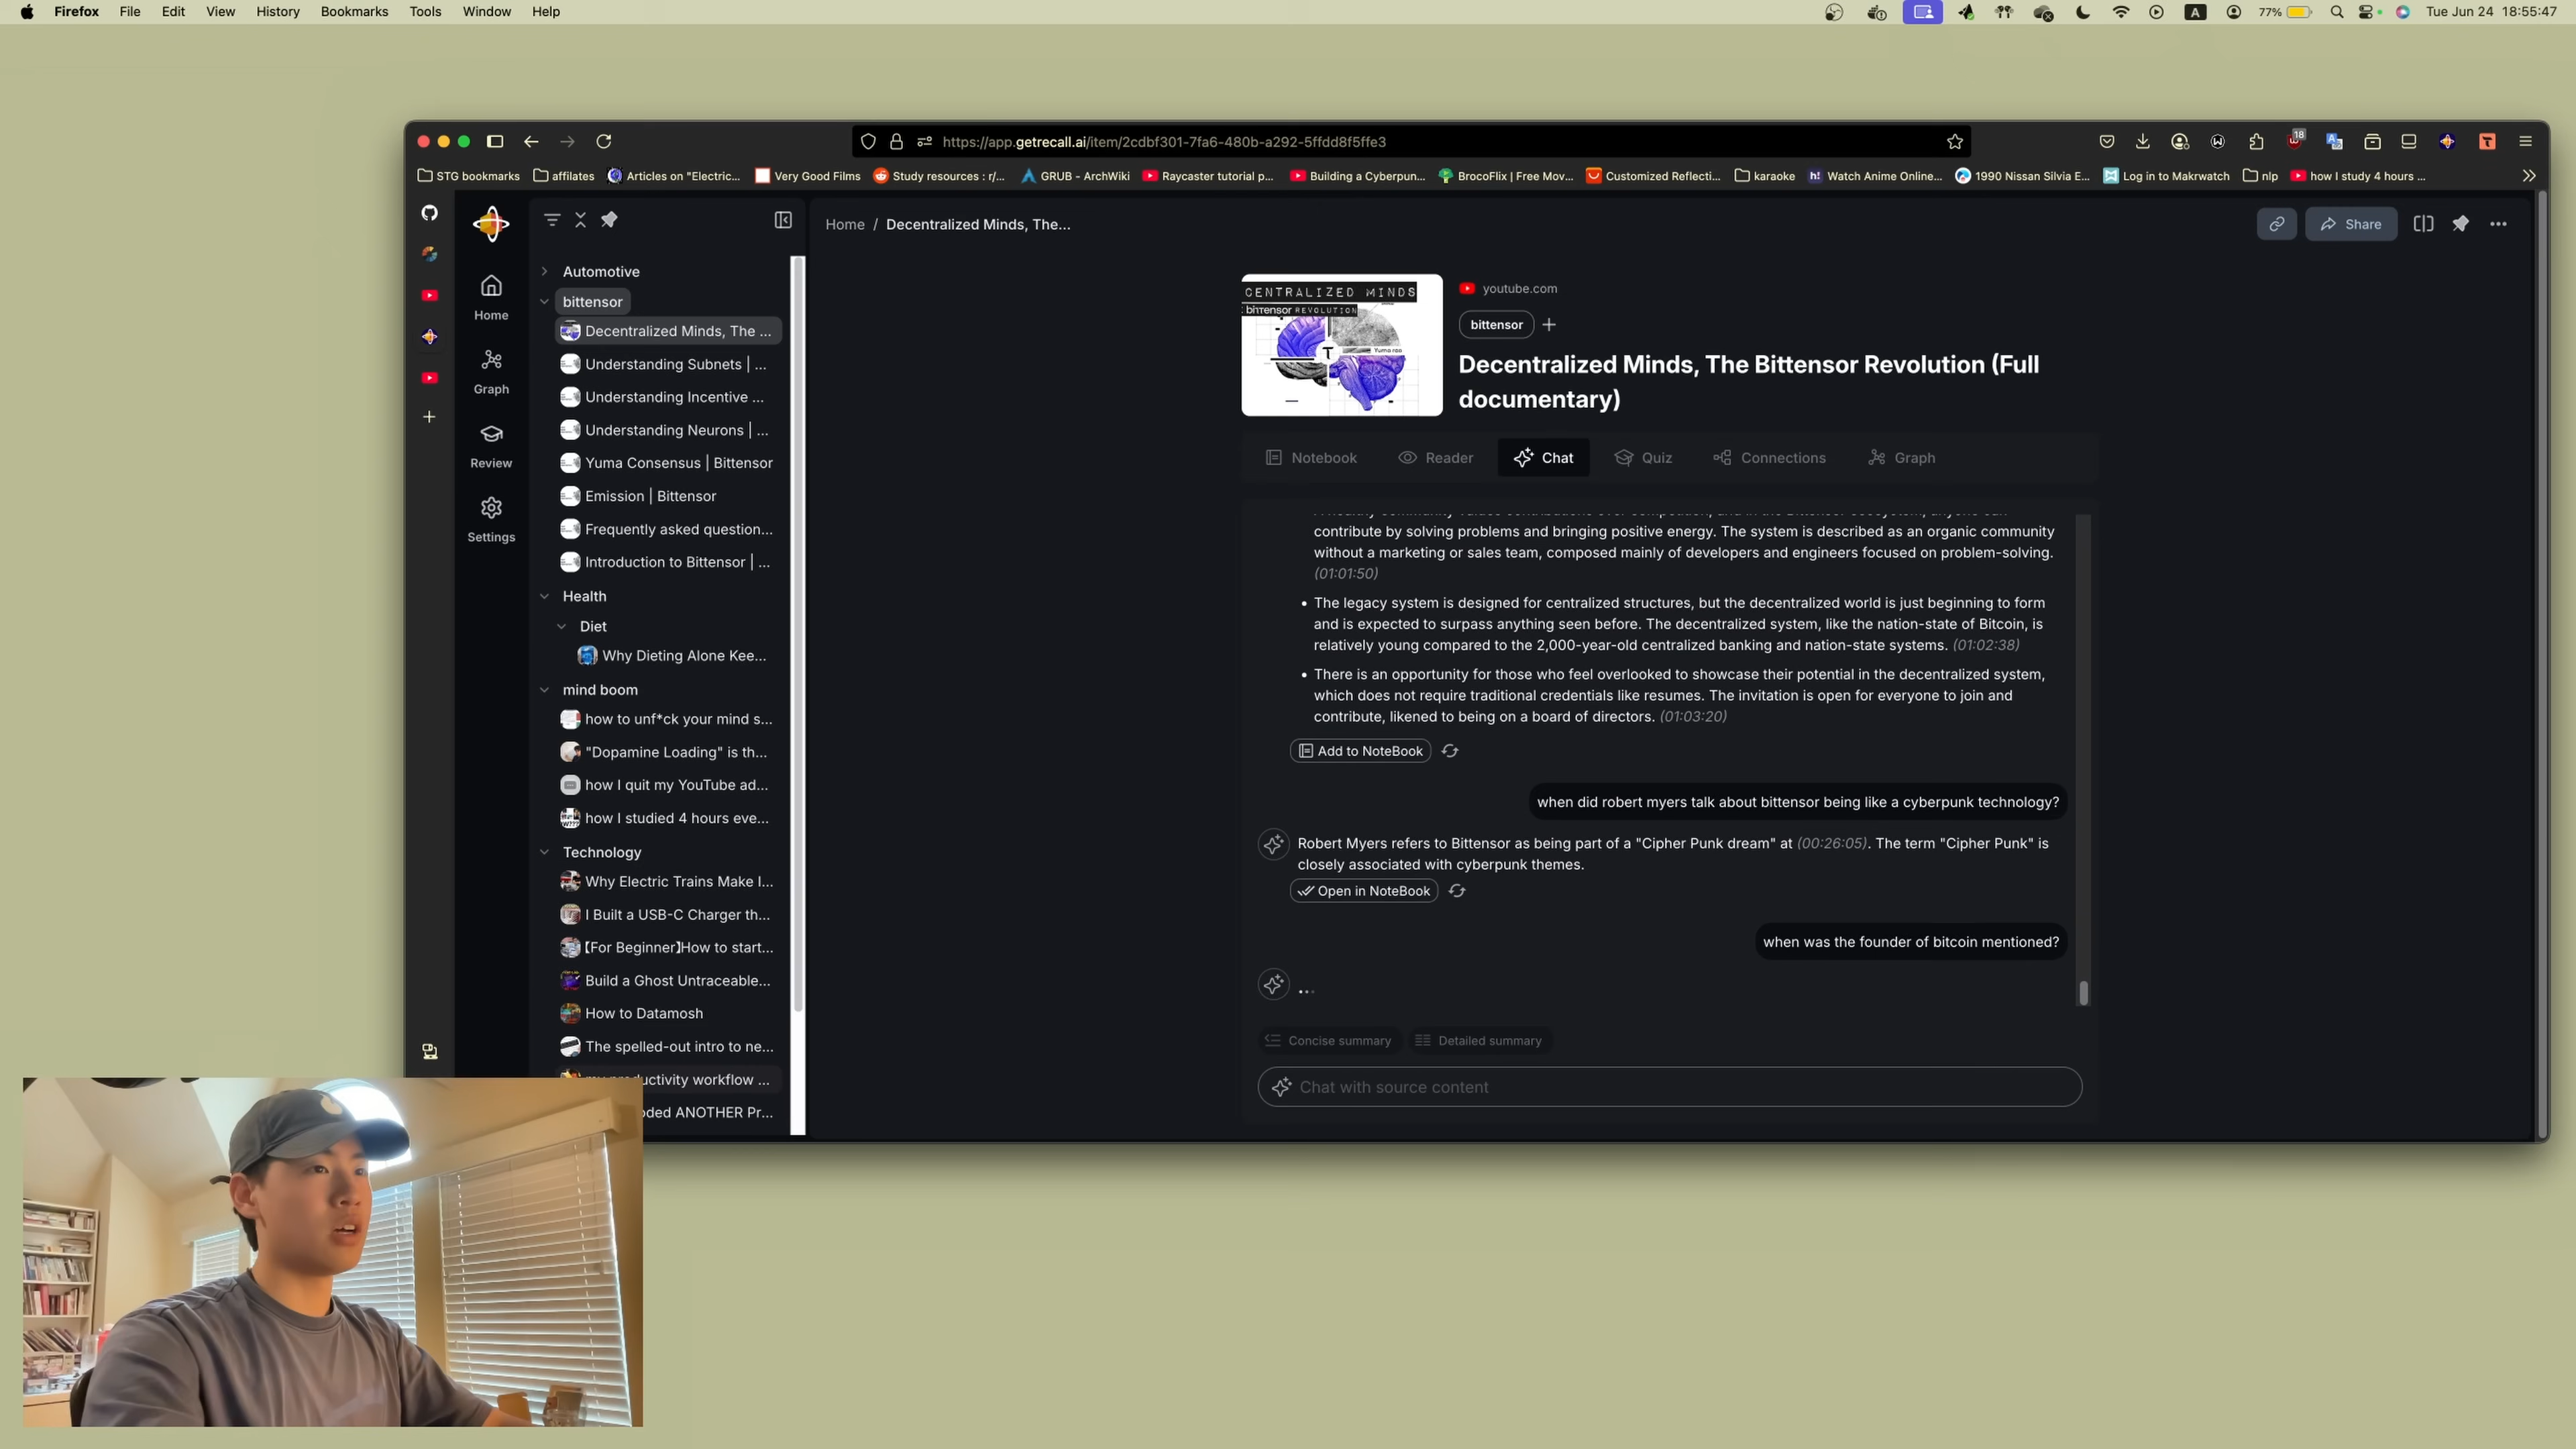 Firefox File Edit View History Bookmarks Tools Window Help
A 77% Tue Jun 24 18:55:47
https://app.getrecall.ai/item/2cdbf301-7fa6-480b-a292-5ffdd8f5ffe3
18
STG bookmarks affilates Articles on "Electric... Very Good Films Study resources : r/... GRUB - ArchWiki Raycaster tutorial p... Building a Cyberpun... BrocoFlix | Free Mov... Customized Reflecti... karaoke h! Watch Anime Online... 1990 Nissan Silvia E... Log in to Makrwatch nlp how I study 4 hours ...
Home
Graph
Review
Settings
Automotive
bittensor
Decentralized Minds, The ...
Understanding Subnets | ...
Understanding Incentive ...
Understanding Neurons | ...
Yuma Consensus | Bittensor
Emission | Bittensor
Frequently asked question...
Introduction to Bittensor | ...
Health
Diet
Why Dieting Alone Kee...
mind boom
how to unf*ck your mind s...
"Dopamine Loading" is th...
how I quit my YouTube ad...
how I studied 4 hours eve...
Technology
Why Electric Trains Make I...
I Built a USB-C Charger th...
【For Beginner】How to start...
Build a Ghost Untraceable...
How to Datamosh
The spelled-out intro to ne...
productivity workflow ...
ANOTHER Pr...
Home / Decentralized Minds, The...
Share
CENTRALIZED MINDS
bittensor REVOLUTION
youtube.com
bittensor
Decentralized Minds, The Bittensor Revolution (Full
documentary)
Notebook Reader Chat Quiz Connections Graph
contribute by solving problems and bringing positive energy. The system is described as an organic community
without a marketing or sales team, composed mainly of developers and engineers focused on problem-solving.
(01:01:50)
• The legacy system is designed for centralized structures, but the decentralized world is just beginning to form
and is expected to surpass anything seen before. The decentralized system, like the nation-state of Bitcoin, is
relatively young compared to the 2,000-year-old centralized banking and nation-state systems. (01:02:38)
• There is an opportunity for those who feel overlooked to showcase their potential in the decentralized system,
which does not require traditional credentials like resumes. The invitation is open for everyone to join and
contribute, likened to being on a board of directors. (01:03:20)
Add to NoteBook
when did robert myers talk about bittensor being like a cyberpunk technology?
Robert Myers refers to Bittensor as being part of a "Cipher Punk dream" at (00:26:05). The term "Cipher Punk" is
closely associated with cyberpunk themes.
Open in NoteBook
when was the founder of bitcoin mentioned?
...
Concise summary Detailed summary
Chat with source content